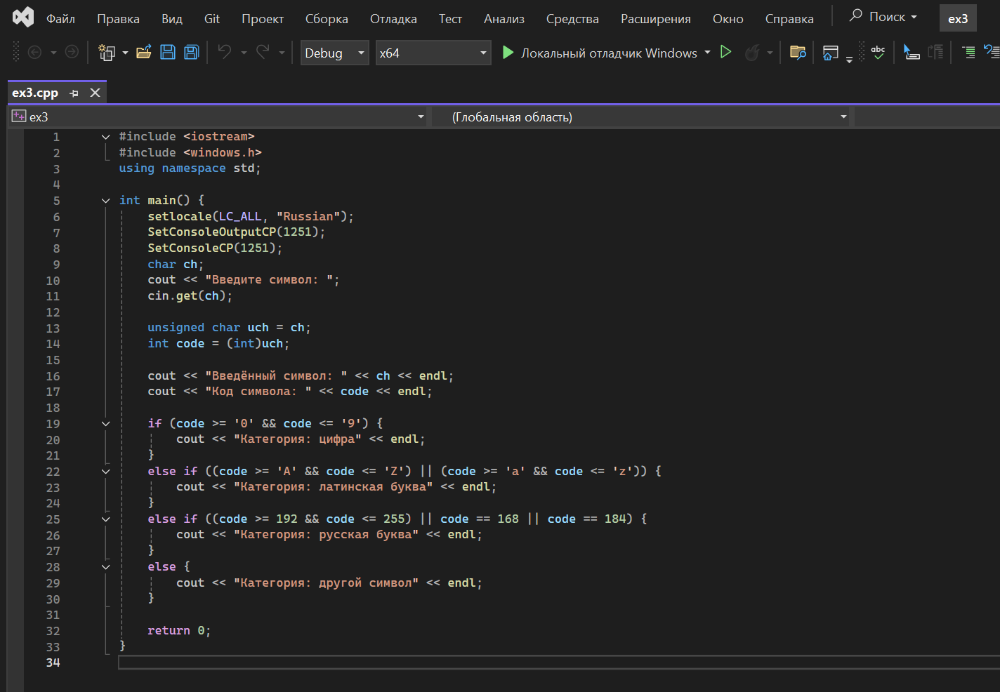 Файл Правка Вид Git Проект Сборка Отладка Тест Анализ Средства Расширения Окно Справка Поиск ex3
Debug x64 Локальный отладчик Windows abc
ex3.cpp
ex3 (Глобальная область)
1 #include <iostream>
2 #include <windows.h>
3 using namespace std;
4
5 int main() {
6 setlocale(LC_ALL, "Russian");
7 SetConsoleOutputCP(1251);
8 SetConsoleCP(1251);
9 char ch;
10 cout << "Введите символ: ";
11 cin.get(ch);
12
13 unsigned char uch = ch;
14 int code = (int)uch;
15
16 cout << "Введённый символ: " << ch << endl;
17 cout << "Код символа: " << code << endl;
18
19 if (code >= '0' && code <= '9') {
20 cout << "Категория: цифра" << endl;
21 }
22 else if ((code >= 'A' && code <= 'Z') || (code >= 'a' && code <= 'z')) {
23 cout << "Категория: латинская буква" << endl;
24 }
25 else if ((code >= 192 && code <= 255) || code == 168 || code == 184) {
26 cout << "Категория: русская буква" << endl;
27 }
28 else {
29 cout << "Категория: другой символ" << endl;
30 }
31
32 return 0;
33 }
34